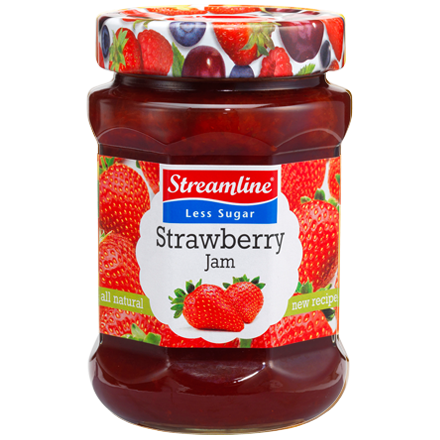 Streamline®
Less Sugar
Strawberry
Jam
all natural
new recipe